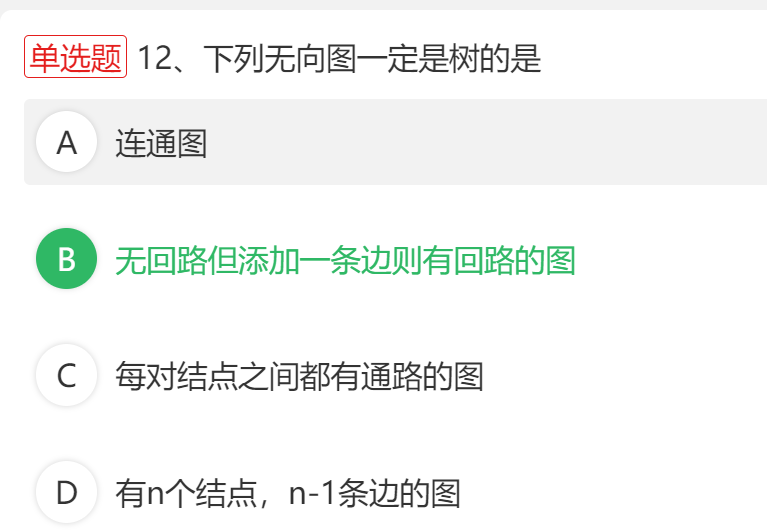 单选题 12、下列无向图一定是树的是
A 连通图
B 无回路但添加一条边则有回路的图
C 每对结点之间都有通路的图
D 有n个结点，n-1条边的图